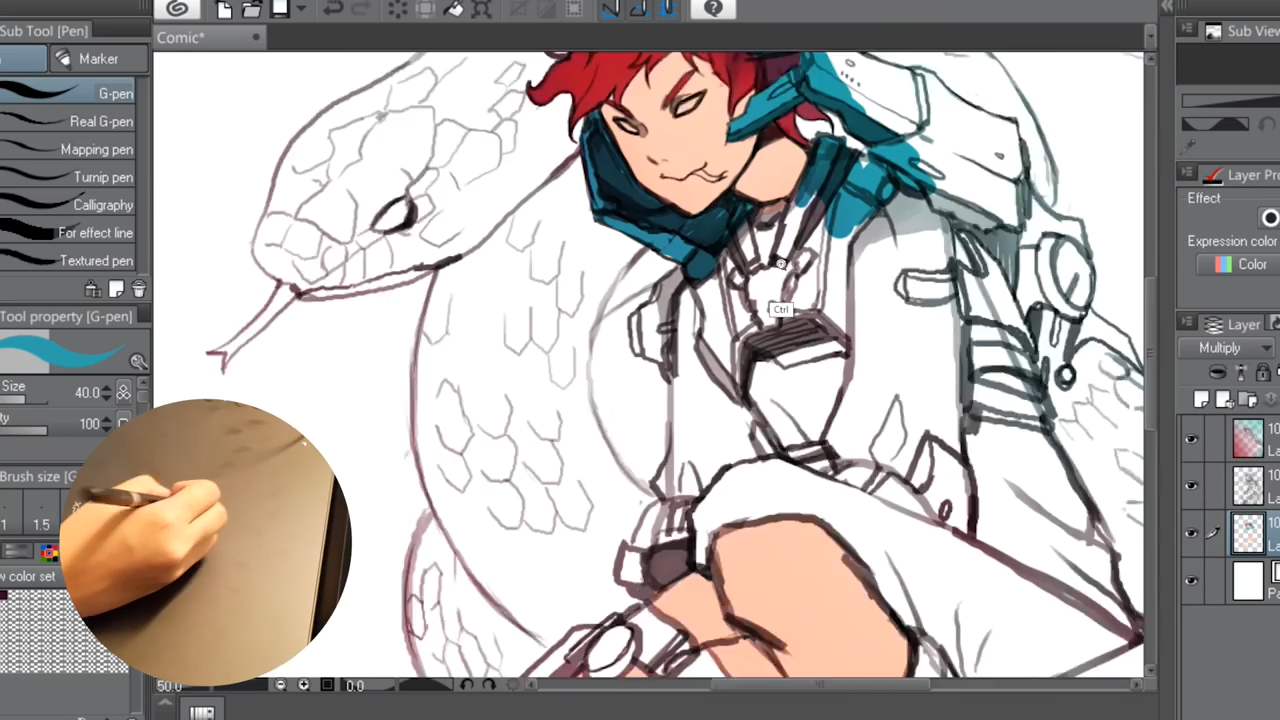 Sub Tool [Pen]
Comic*
Sub View
Marker
G-pen
Real G-pen
Mapping pen
Turnip pen
Calligraphy
For effect line
Textured pen
Layer Pro
Effect
Expression color
Color
Ctrl
Tool property [G-pen]
Layer
Multiply
Size
40.0
100
Brush size [G
1
1.5
color set
50.0
0.0